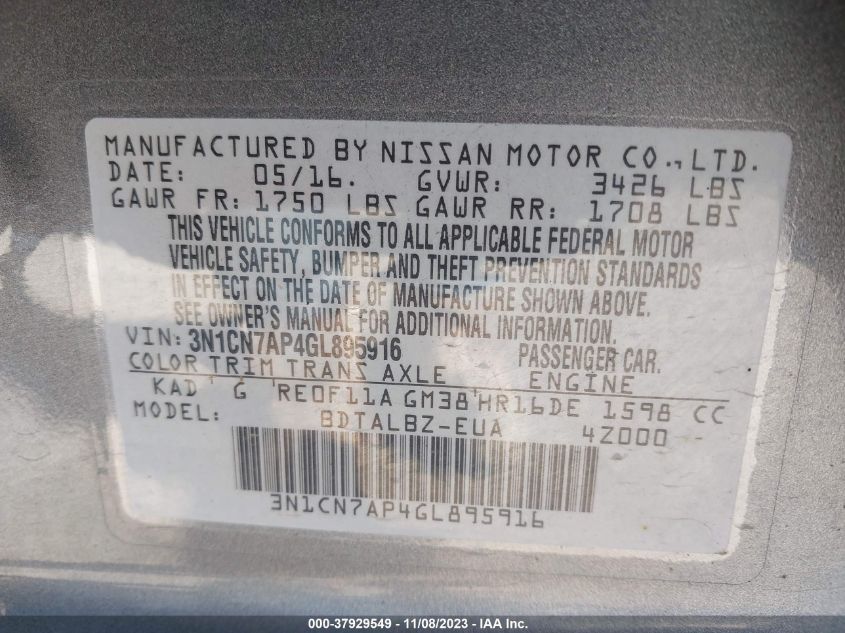 MANUFACTURED BY NISSAN MOTOR CO.,LTD.
DATE: 05/16. GVWR: 3426 LBS
GAWR FR: 1750 LBS GAWR RR: 1708 LBS
THIS VEHICLE CONFORMS TO ALL APPLICABLE FEDERAL MOTOR
VEHICLE SAFETY, BUMPER AND THEFT PREVENTION STANDARDS
IN EFFECT ON THE DATE OF MANUFACTURE SHOWN ABOVE.
SEE OWNER'S MANUAL FOR ADDITIONAL INFORMATION.
VIN: 3N1CN7AP4GL895916 PASSENGER CAR.
COLOR TRIM TRANS AXLE ENGINE
KAD G RE0F11A GM38 HR16DE 1598 CC
MODEL: BDTALBZ-EUA 4Z000
3N1CN7AP4GL895916
000-37929549 - 11/08/2023 - IAA Inc.